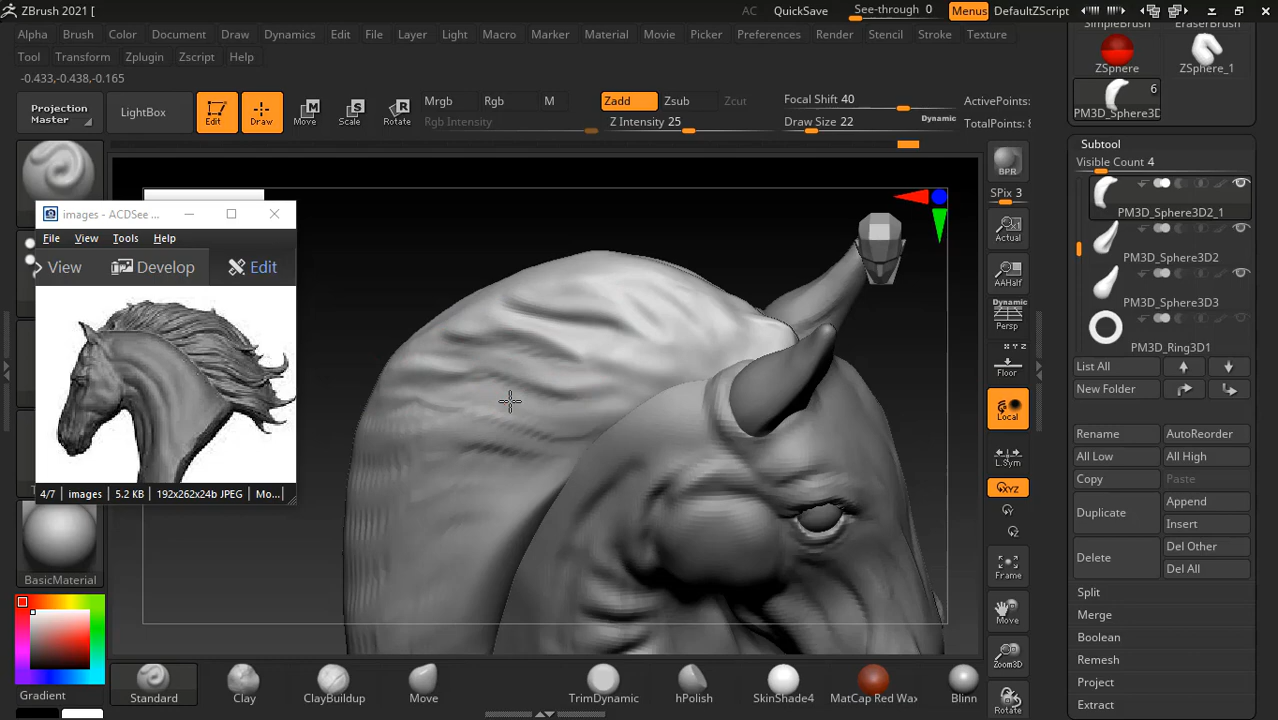 ZBrush 2021 [
AC
QuickSave
See-through 0
Menus
DefaultZScript
Alpha Brush Color Document Draw Dynamics Edit File Layer Light Macro Marker Material Movie Picker Preferences Render Stencil Stroke Texture
Tool Transform Zplugin Zscript Help
-0.433,-0.438,-0.165
Projection
Master
LightBox
Edit
Draw
Move
Scale
Rotate
Mrgb
Rgb
M
Rgb Intensity
Zadd
Zsub
Zcut
Z Intensity 25
Focal Shift 40
Draw Size 22
Dynamic
ActivePoints:
TotalPoints: 8
images - ACDSee ...
File View Tools Help
View
Develop
Edit
4/7 images 5.2 KB 192x262x24b JPEG Mo...
BasicMaterial
Gradient
Standard
Clay
ClayBuildup
Move
TrimDynamic
hPolish
SkinShade4
MatCap Red Wax
Blinn
BPR
SPix 3
Actual
AAHalf
Dynamic
Persp
X Y Z
Floor
Local
L.Sym
XYZ
Y
Z
Frame
Move
Zoom3D
Rotate
SimpleBrush
EraserBrush
ZSphere
ZSphere_1
6
PM3D_Sphere3D
Subtool
Visible Count 4
PM3D_Sphere3D2_1
PM3D_Sphere3D2
PM3D_Sphere3D3
PM3D_Ring3D1
List All
New Folder
Rename
AutoReorder
All Low
All High
Copy
Paste
Duplicate
Append
Insert
Delete
Del Other
Del All
Split
Merge
Boolean
Remesh
Project
Extract